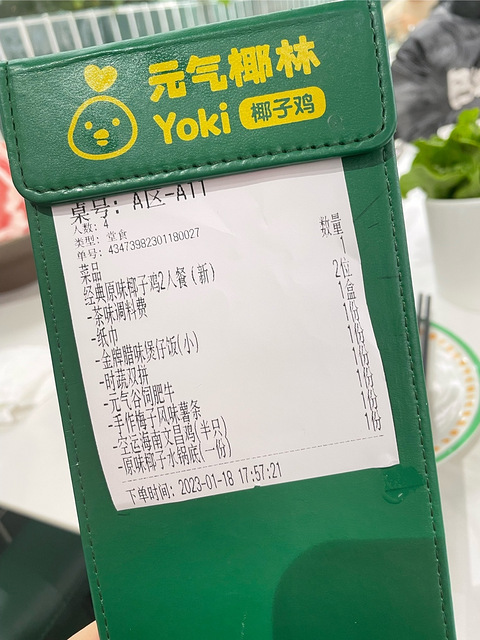 元气椰林
Yoki 椰子鸡
桌号: A区-A11
人数: 4
类型: 堂食
单号: 43473982301180027
菜品 数量
经典原味椰子鸡2人餐(新) 1
-茶味调料费 2位
-纸巾 1盒
-金牌腊味煲仔饭(小) 1份
-时蔬双拼 1份
-元气谷饲肥牛 1份
-手作梅子风味薯条 1份
-空运海南文昌鸡(半只) 1份
-原味椰子水锅底(一份) 1份
下单时间: 2023-01-18 17:57:21